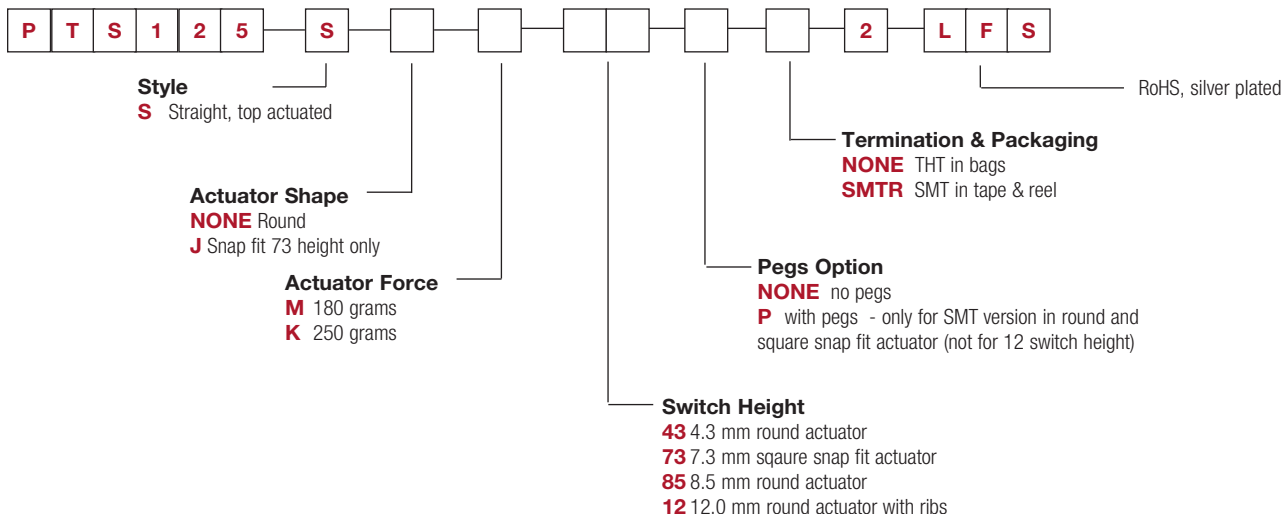 P T S 1 2 5 S 2 L F S
RoHS, silver plated
Style
S Straight, top actuated
Termination & Packaging
NONE THT in bags
SMTR SMT in tape & reel
Actuator Shape
NONE Round
J Snap fit 73 height only
Pegs Option
NONE no pegs
P with pegs - only for SMT version in round and
square snap fit actuator (not for 12 switch height)
Actuator Force
M 180 grams
K 250 grams
Switch Height
43 4.3 mm round actuator
73 7.3 mm sqaure snap fit actuator
85 8.5 mm round actuator
12 12.0 mm round actuator with ribs